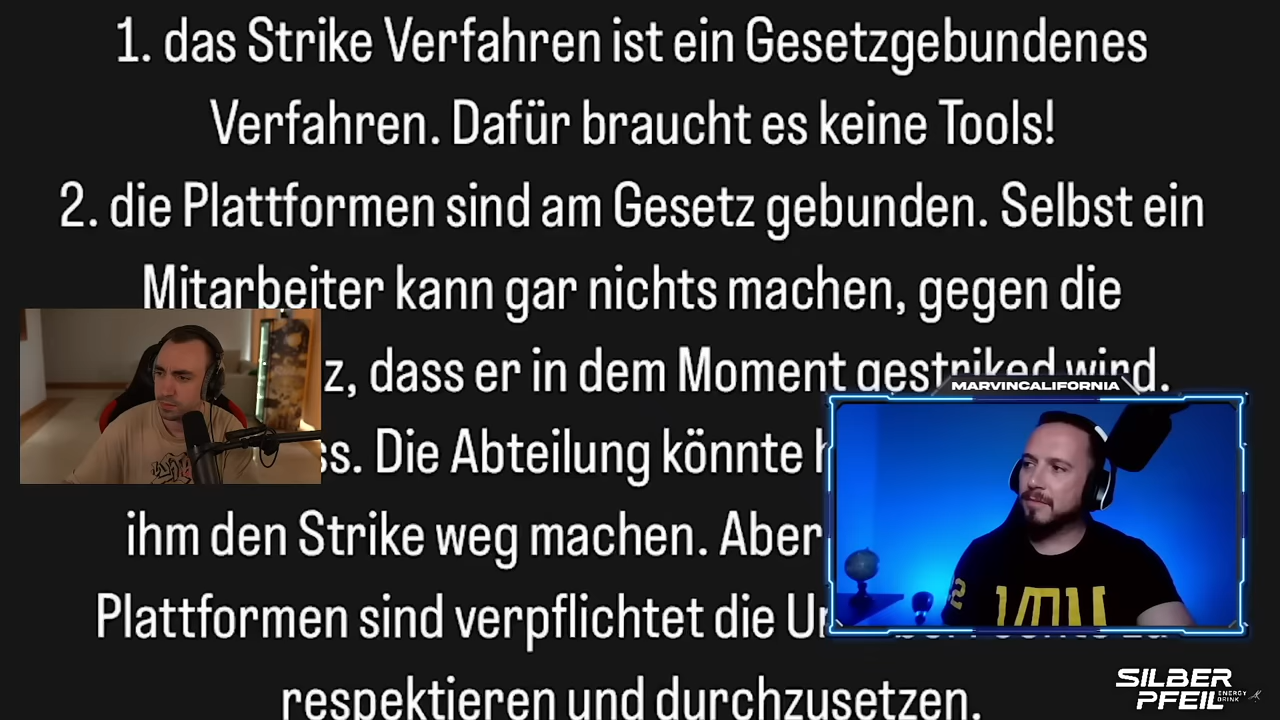 1. das Strike Verfahren ist ein Gesetzgebundenes
Verfahren. Dafür braucht es keine Tools!
2. die Plattformen sind am Gesetz gebunden. Selbst ein
Mitarbeiter kann gar nichts machen, gegen die
dass er in dem Moment gestriked wird.
Die Abteilung könnte
ihm den Strike weg machen. Aber
Plattformen sind verpflichtet die
respektieren und durchzusetzen.
MARVINCALIFORNIA
SILBER
PFEIL
ENERGY
DRINK